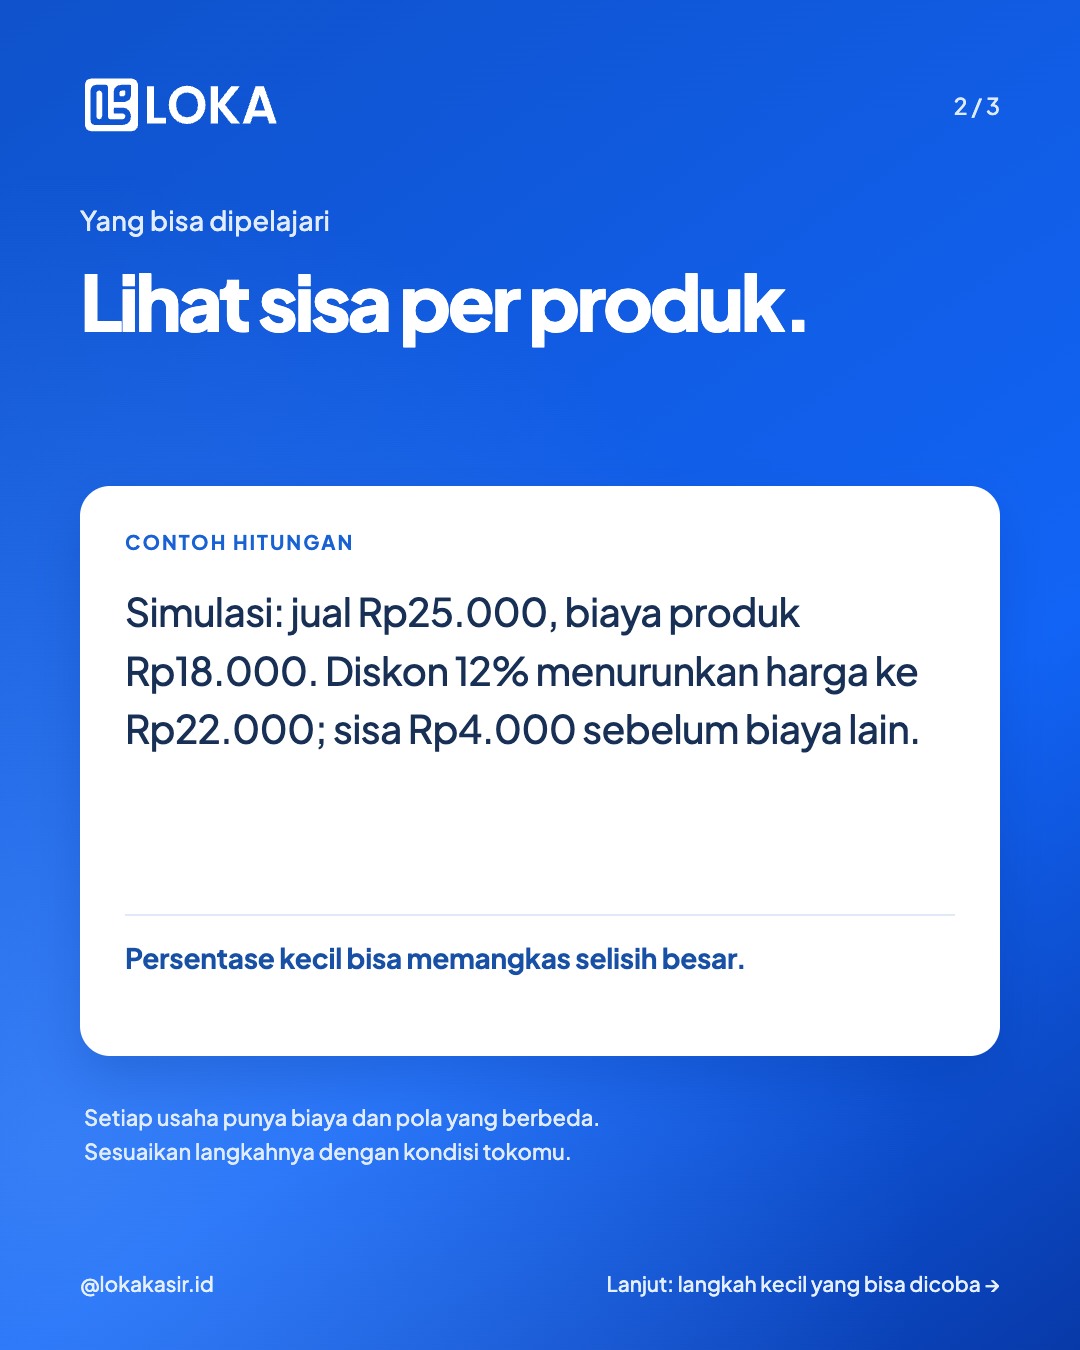 LOKA
2 / 3
Yang bisa dipelajari
Lihat sisa per produk.
CONTOH HITUNGAN
Simulasi: jual Rp25.000, biaya produk
Rp18.000. Diskon 12% menurunkan harga ke
Rp22.000; sisa Rp4.000 sebelum biaya lain.
Persentase kecil bisa memangkas selisih besar.
Setiap usaha punya biaya dan pola yang berbeda.
Sesuaikan langkahnya dengan kondisi tokomu.
@lokakasir.id
Lanjut: langkah kecil yang bisa dicoba →